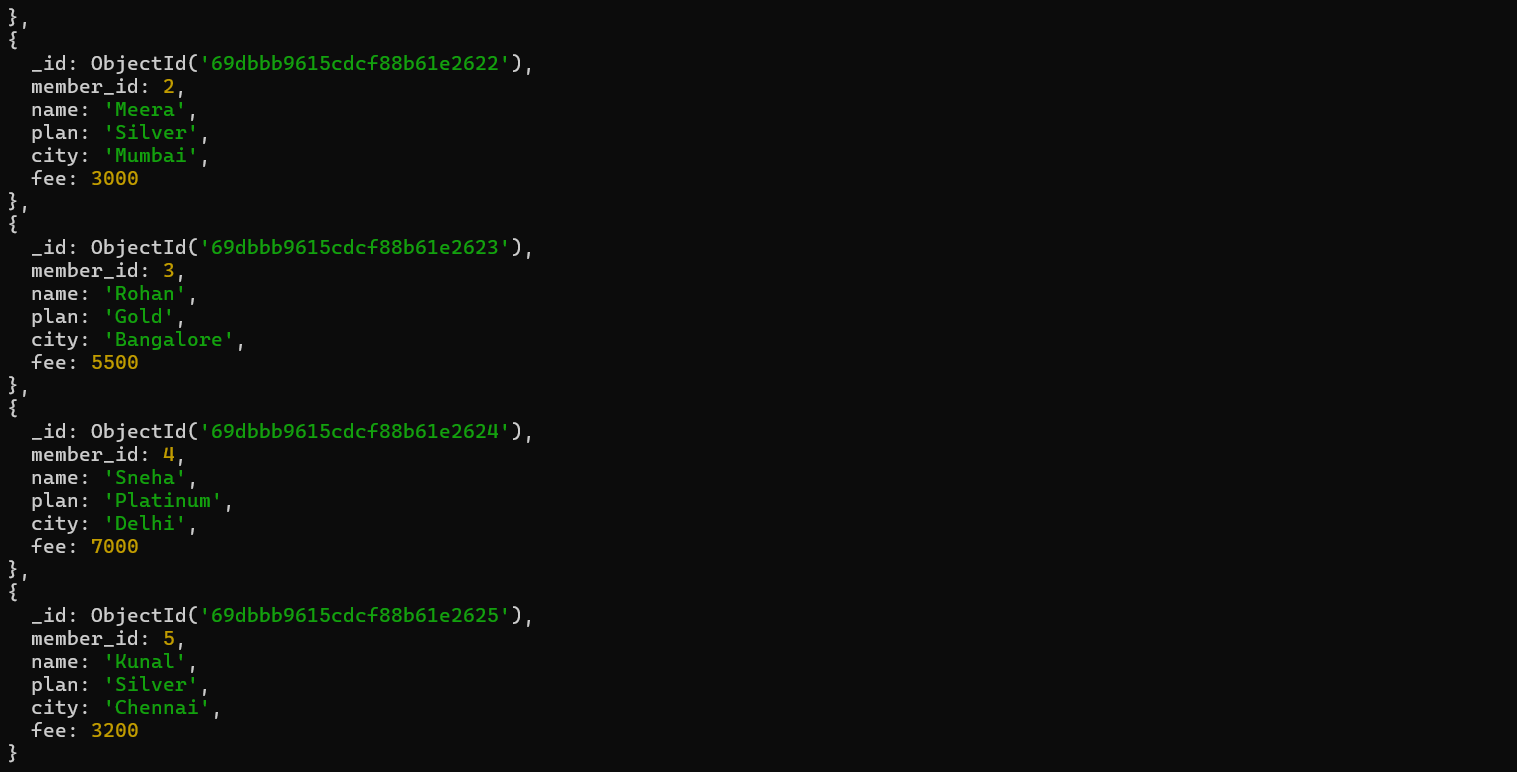 },
{
  _id: ObjectId('69dbbb9615cdcf88b61e2622'),
  member_id: 2,
  name: 'Meera',
  plan: 'Silver',
  city: 'Mumbai',
  fee: 3000
},
{
  _id: ObjectId('69dbbb9615cdcf88b61e2623'),
  member_id: 3,
  name: 'Rohan',
  plan: 'Gold',
  city: 'Bangalore',
  fee: 5500
},
{
  _id: ObjectId('69dbbb9615cdcf88b61e2624'),
  member_id: 4,
  name: 'Sneha',
  plan: 'Platinum',
  city: 'Delhi',
  fee: 7000
},
{
  _id: ObjectId('69dbbb9615cdcf88b61e2625'),
  member_id: 5,
  name: 'Kunal',
  plan: 'Silver',
  city: 'Chennai',
  fee: 3200
}